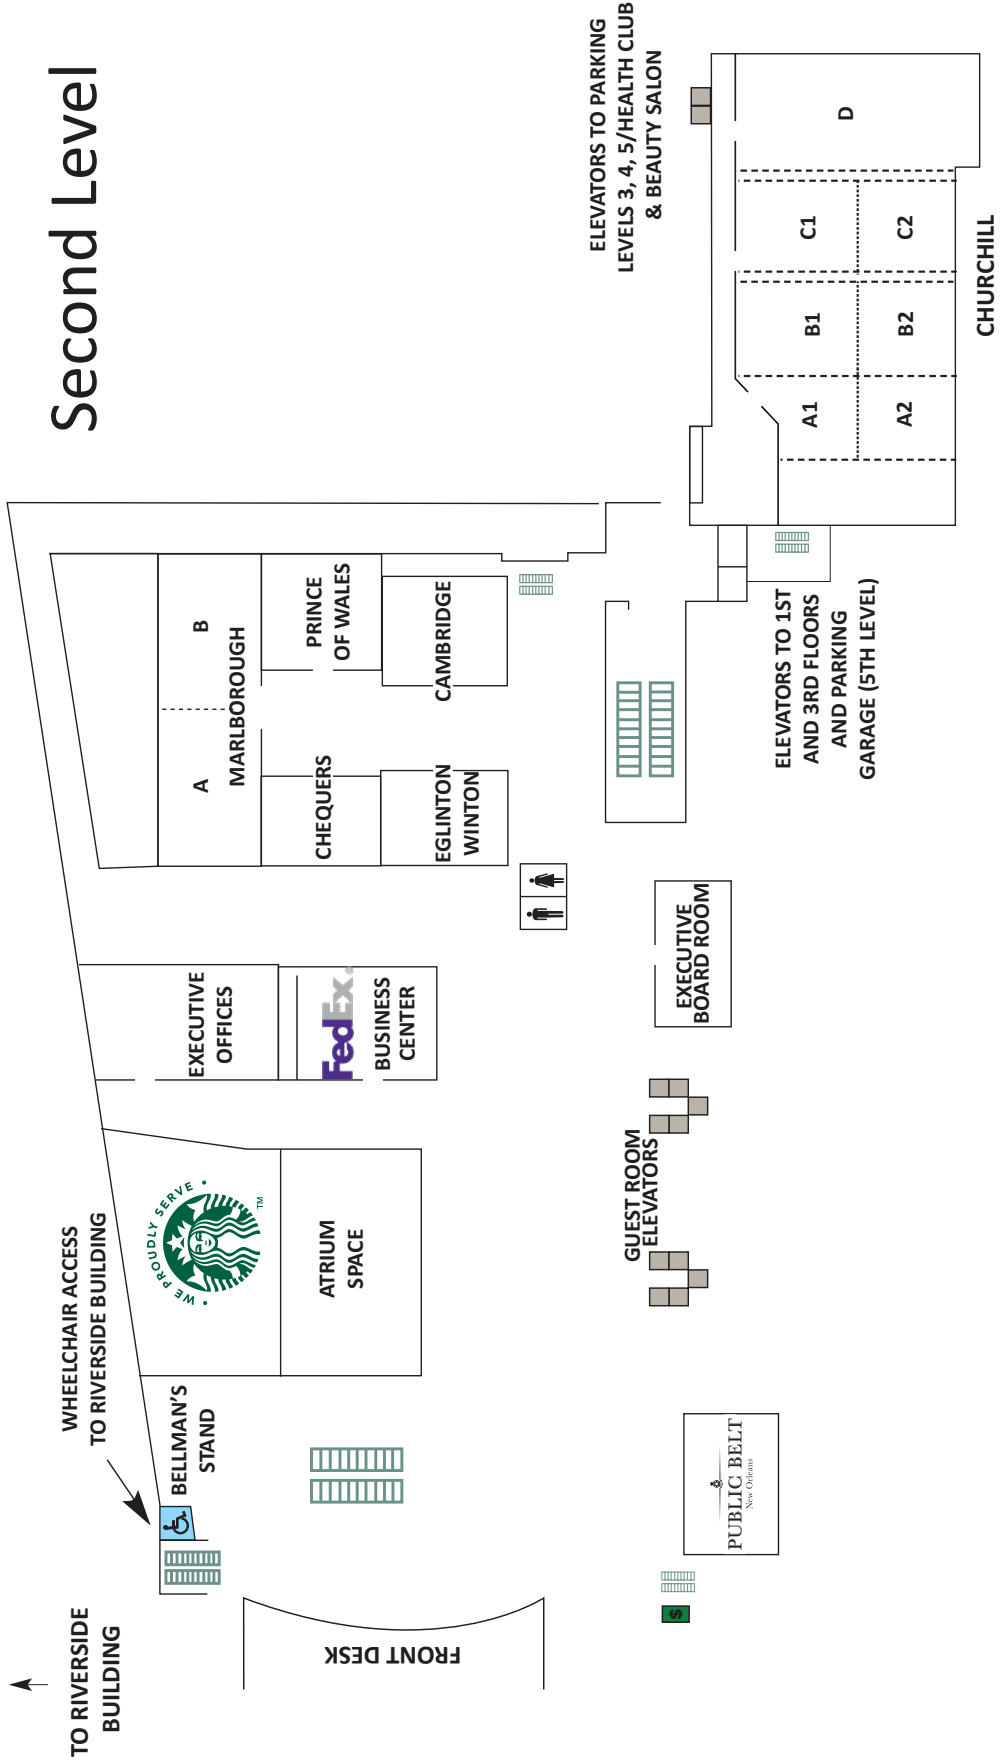 Second Level
TO RIVERSIDE
BUILDING
WHEELCHAIR ACCESS
TO RIVERSIDE BUILDING
BELLMAN'S
STAND
WE PROUDLY SERVE
TM
ATRIUM
SPACE
EXECUTIVE
OFFICES
FedEx®
BUSINESS
CENTER
A
B
MARLBOROUGH
CHEQUERS
PRINCE
OF WALES
EGLINTON
WINTON
CAMBRIDGE
FRONT DESK
$
PUBLIC BELT
New Orleans
GUEST ROOM
ELEVATORS
EXECUTIVE
BOARD ROOM
ELEVATORS TO 1ST
AND 3RD FLOORS
AND PARKING
GARAGE (5TH LEVEL)
ELEVATORS TO PARKING
LEVELS 3, 4, 5/HEALTH CLUB
& BEAUTY SALON
A1
B1
C1
D
A2
B2
C2
CHURCHILL